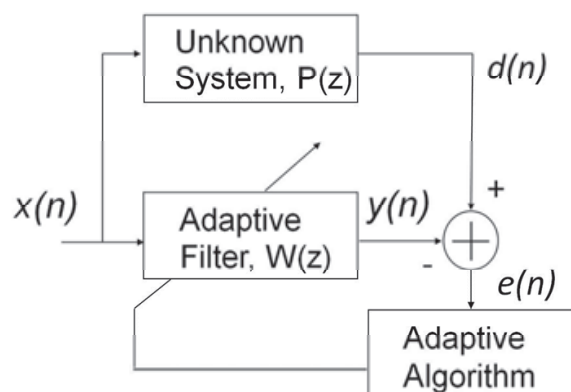 Unknown
System, P(z)
d(n)
+
x(n)
Adaptive
Filter, W(z)
y(n)
-
e(n)
Adaptive
Algorithm